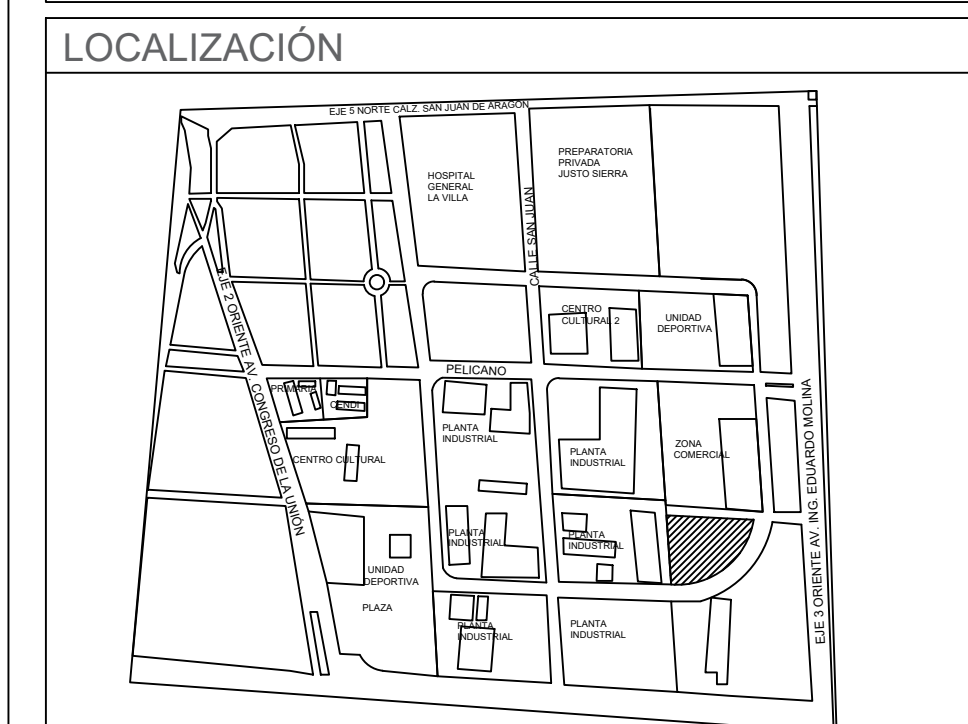 LOCALIZACIÓN
EJE 5 NORTE CALZ. SAN JUAN DE ARAGON
HOSPITAL
GENERAL
LA VILLA
PREPARATORIA
PRIVADA
JUSTO SIERRA
CALLE SAN JUAN
EJE 2 ORIENTE AV. CONGRESO DE LA UNIÓN
CENTRO
CULTURAL 2
UNIDAD
DEPORTIVA
PELICANO
PRIMARIA
CENDI
EJE 3 ORIENTE AV. ING. EDUARDO MOLINA
PLANTA
INDUSTRIAL
PLANTA
INDUSTRIAL
ZONA
COMERCIAL
CENTRO CULTURAL
PLANTA
INDUSTRIAL
PLANTA
INDUSTRIAL
UNIDAD
DEPORTIVA
PLAZA
PLANTA
INDUSTRIAL
PLANTA
INDUSTRIAL